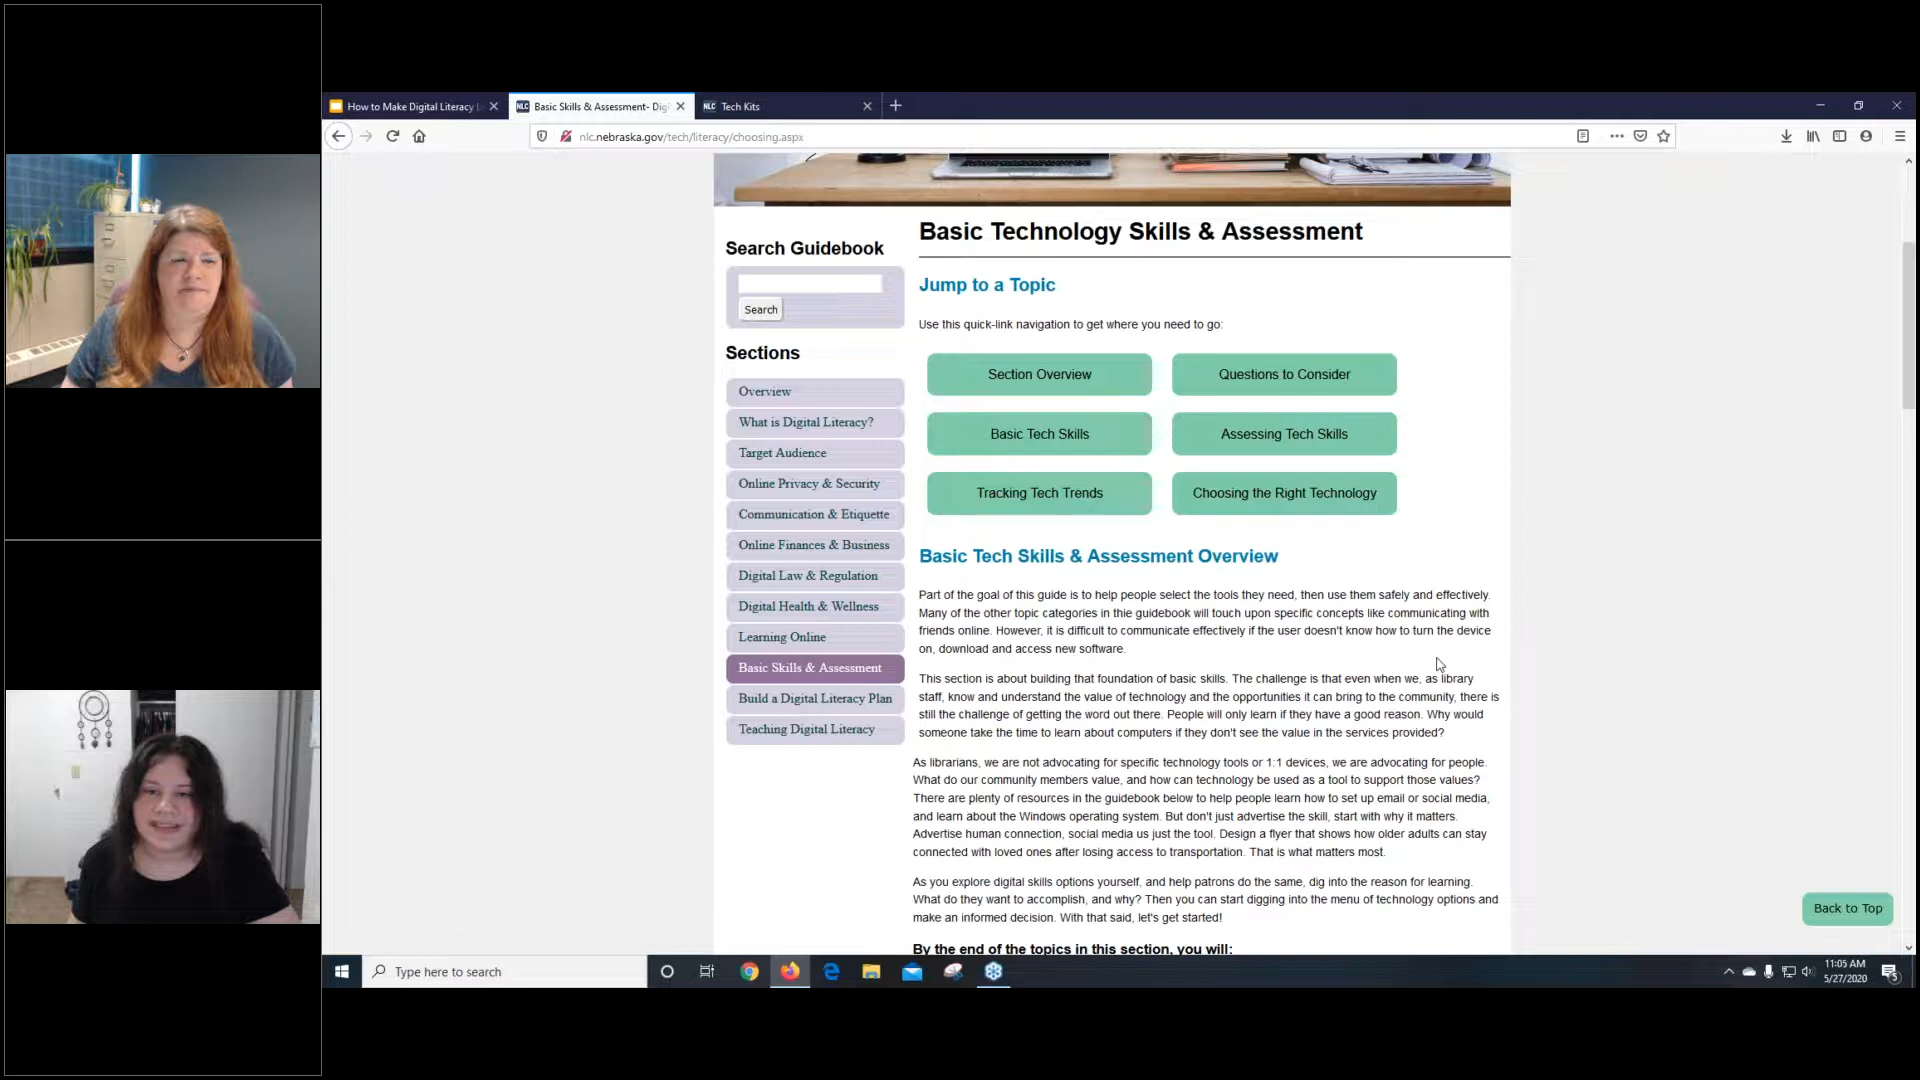 How to Make Digital Literacy
NLC Basic Skills & Assessment- Dig
NLC Tech Kits
nlc.nebraska.gov/tech/literacy/choosing.aspx
Search Guidebook
Search
Sections
Overview
What is Digital Literacy?
Target Audience
Online Privacy & Security
Communication & Etiquette
Online Finances & Business
Digital Law & Regulation
Digital Health & Wellness
Learning Online
Basic Skills & Assessment
Build a Digital Literacy Plan
Teaching Digital Literacy
Basic Technology Skills & Assessment
Jump to a Topic
Use this quick-link navigation to get where you need to go:
Section Overview
Questions to Consider
Basic Tech Skills
Assessing Tech Skills
Tracking Tech Trends
Choosing the Right Technology
Basic Tech Skills & Assessment Overview
Part of the goal of this guide is to help people select the tools they need, then use them safely and effectively.
Many of the other topic categories in thie guidebook will touch upon specific concepts like communicating with
friends online. However, it is difficult to communicate effectively if the user doesn't know how to turn the device
on, download and access new software.
This section is about building that foundation of basic skills. The challenge is that even when we, as library
staff, know and understand the value of technology and the opportunities it can bring to the community, there is
still the challenge of getting the word out there. People will only learn if they have a good reason. Why would
someone take the time to learn about computers if they don't see the value in the services provided?
As librarians, we are not advocating for specific technology tools or 1:1 devices, we are advocating for people.
What do our community members value, and how can technology be used as a tool to support those values?
There are plenty of resources in the guidebook below to help people learn how to set up email or social media,
and learn about the Windows operating system. But don't just advertise the skill, start with why it matters.
Advertise human connection, social media us just the tool. Design a flyer that shows how older adults can stay
connected with loved ones after losing access to transportation. That is what matters most.
As you explore digital skills options yourself, and help patrons do the same, dig into the reason for learning.
What do they want to accomplish, and why? Then you can start digging into the menu of technology options and
make an informed decision. With that said, let's get started!
By the end of the topics in this section, you will:
Back to Top
Type here to search
11:05 AM
5/27/2020
5